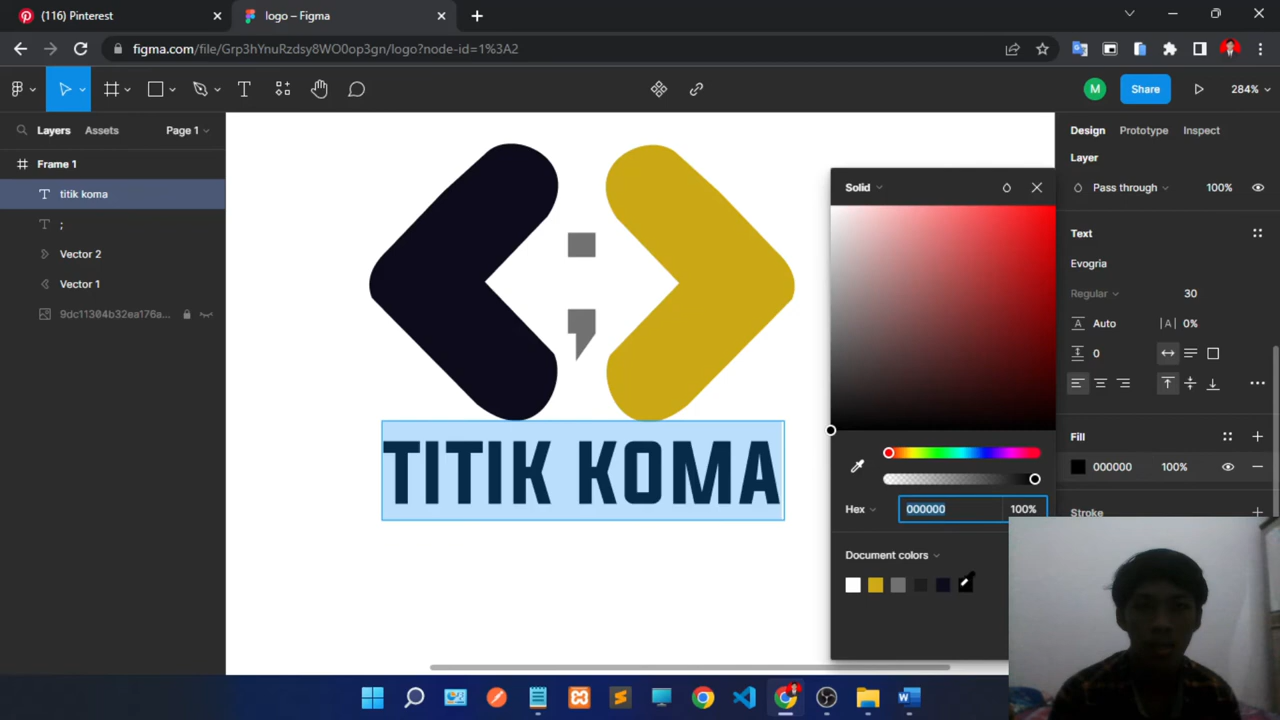 (116) Pinterest
logo – Figma
figma.com/file/Grp3hYnuRzdsy8WO0op3gn/logo?node-id=1%3A2
M
Share
284%
Layers
Assets
Page 1
Frame 1
titik koma
;
Vector 2
Vector 1
9dc11304b32ea176a...
;
TITIK KOMA
Solid
Hex
000000
100%
Document colors
Design
Prototype
Inspect
Layer
Pass through
100%
Text
Evogria
Regular
30
Auto
0%
0
Fill
000000
100%
Stroke